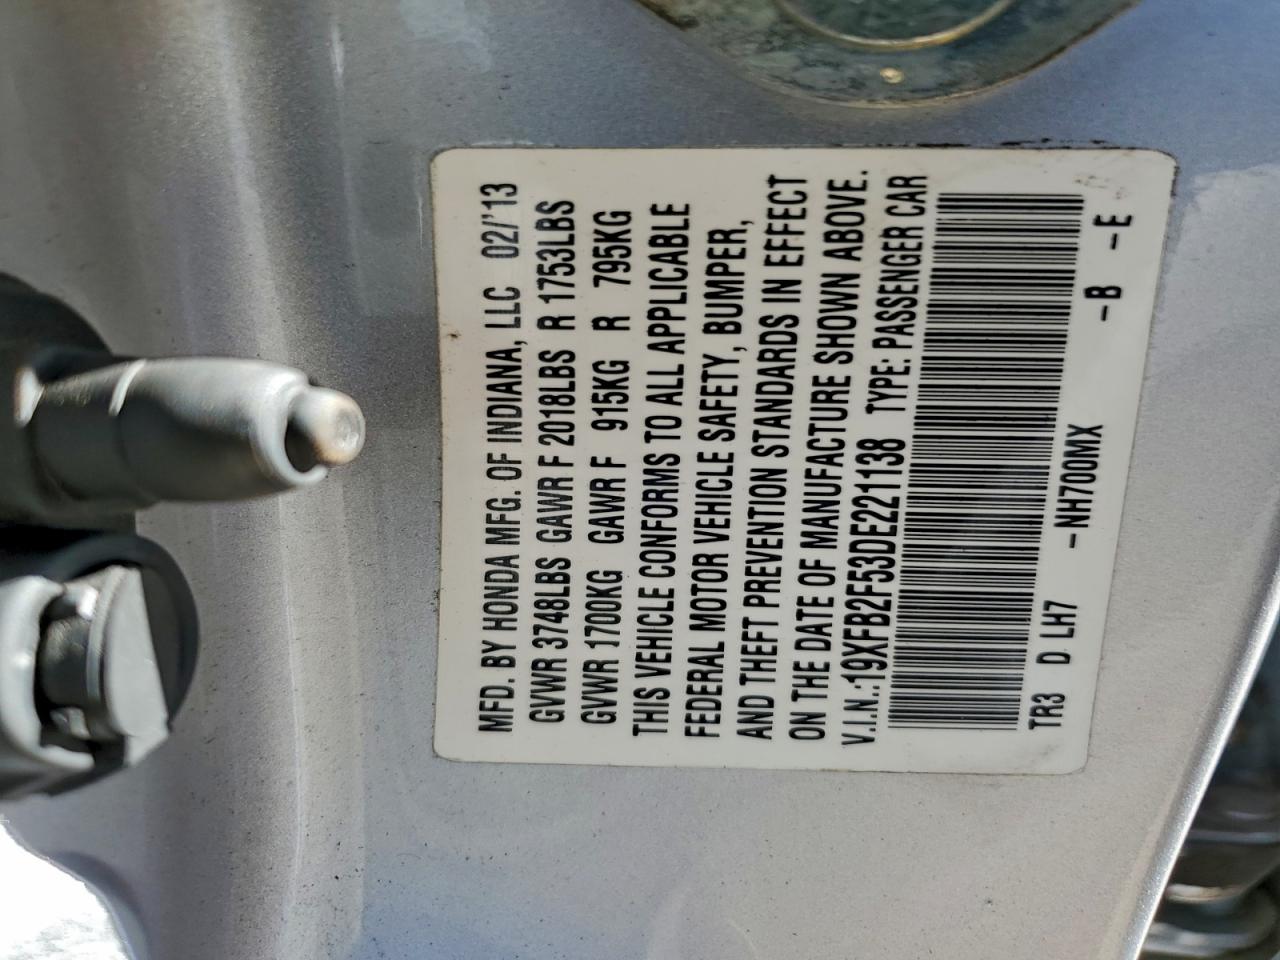 MFD. BY HONDA MFG. OF INDIANA, LLC 02/'13
GVWR 3748LBS GAWR F 2018LBS R 1753LBS
GVWR 1700KG GAWR F 915KG R 795KG
THIS VEHICLE CONFORMS TO ALL APPLICABLE
FEDERAL MOTOR VEHICLE SAFETY, BUMPER,
AND THEFT PREVENTION STANDARDS IN EFFECT
ON THE DATE OF MANUFACTURE SHOWN ABOVE.
V.I.N.:19XFB2F53DE221138 TYPE: PASSENGER CAR
TR3 D LH7 -NH700MX -B -E